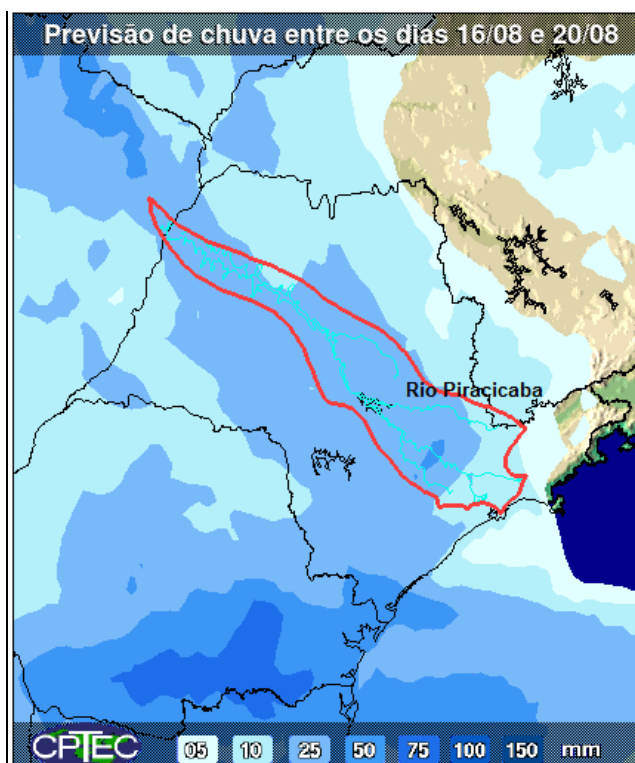 Previsão de chuva entre os dias 16/08 e 20/08
Rio Piracicaba
CPTEC 05 10 25 50 75 100 150 mm